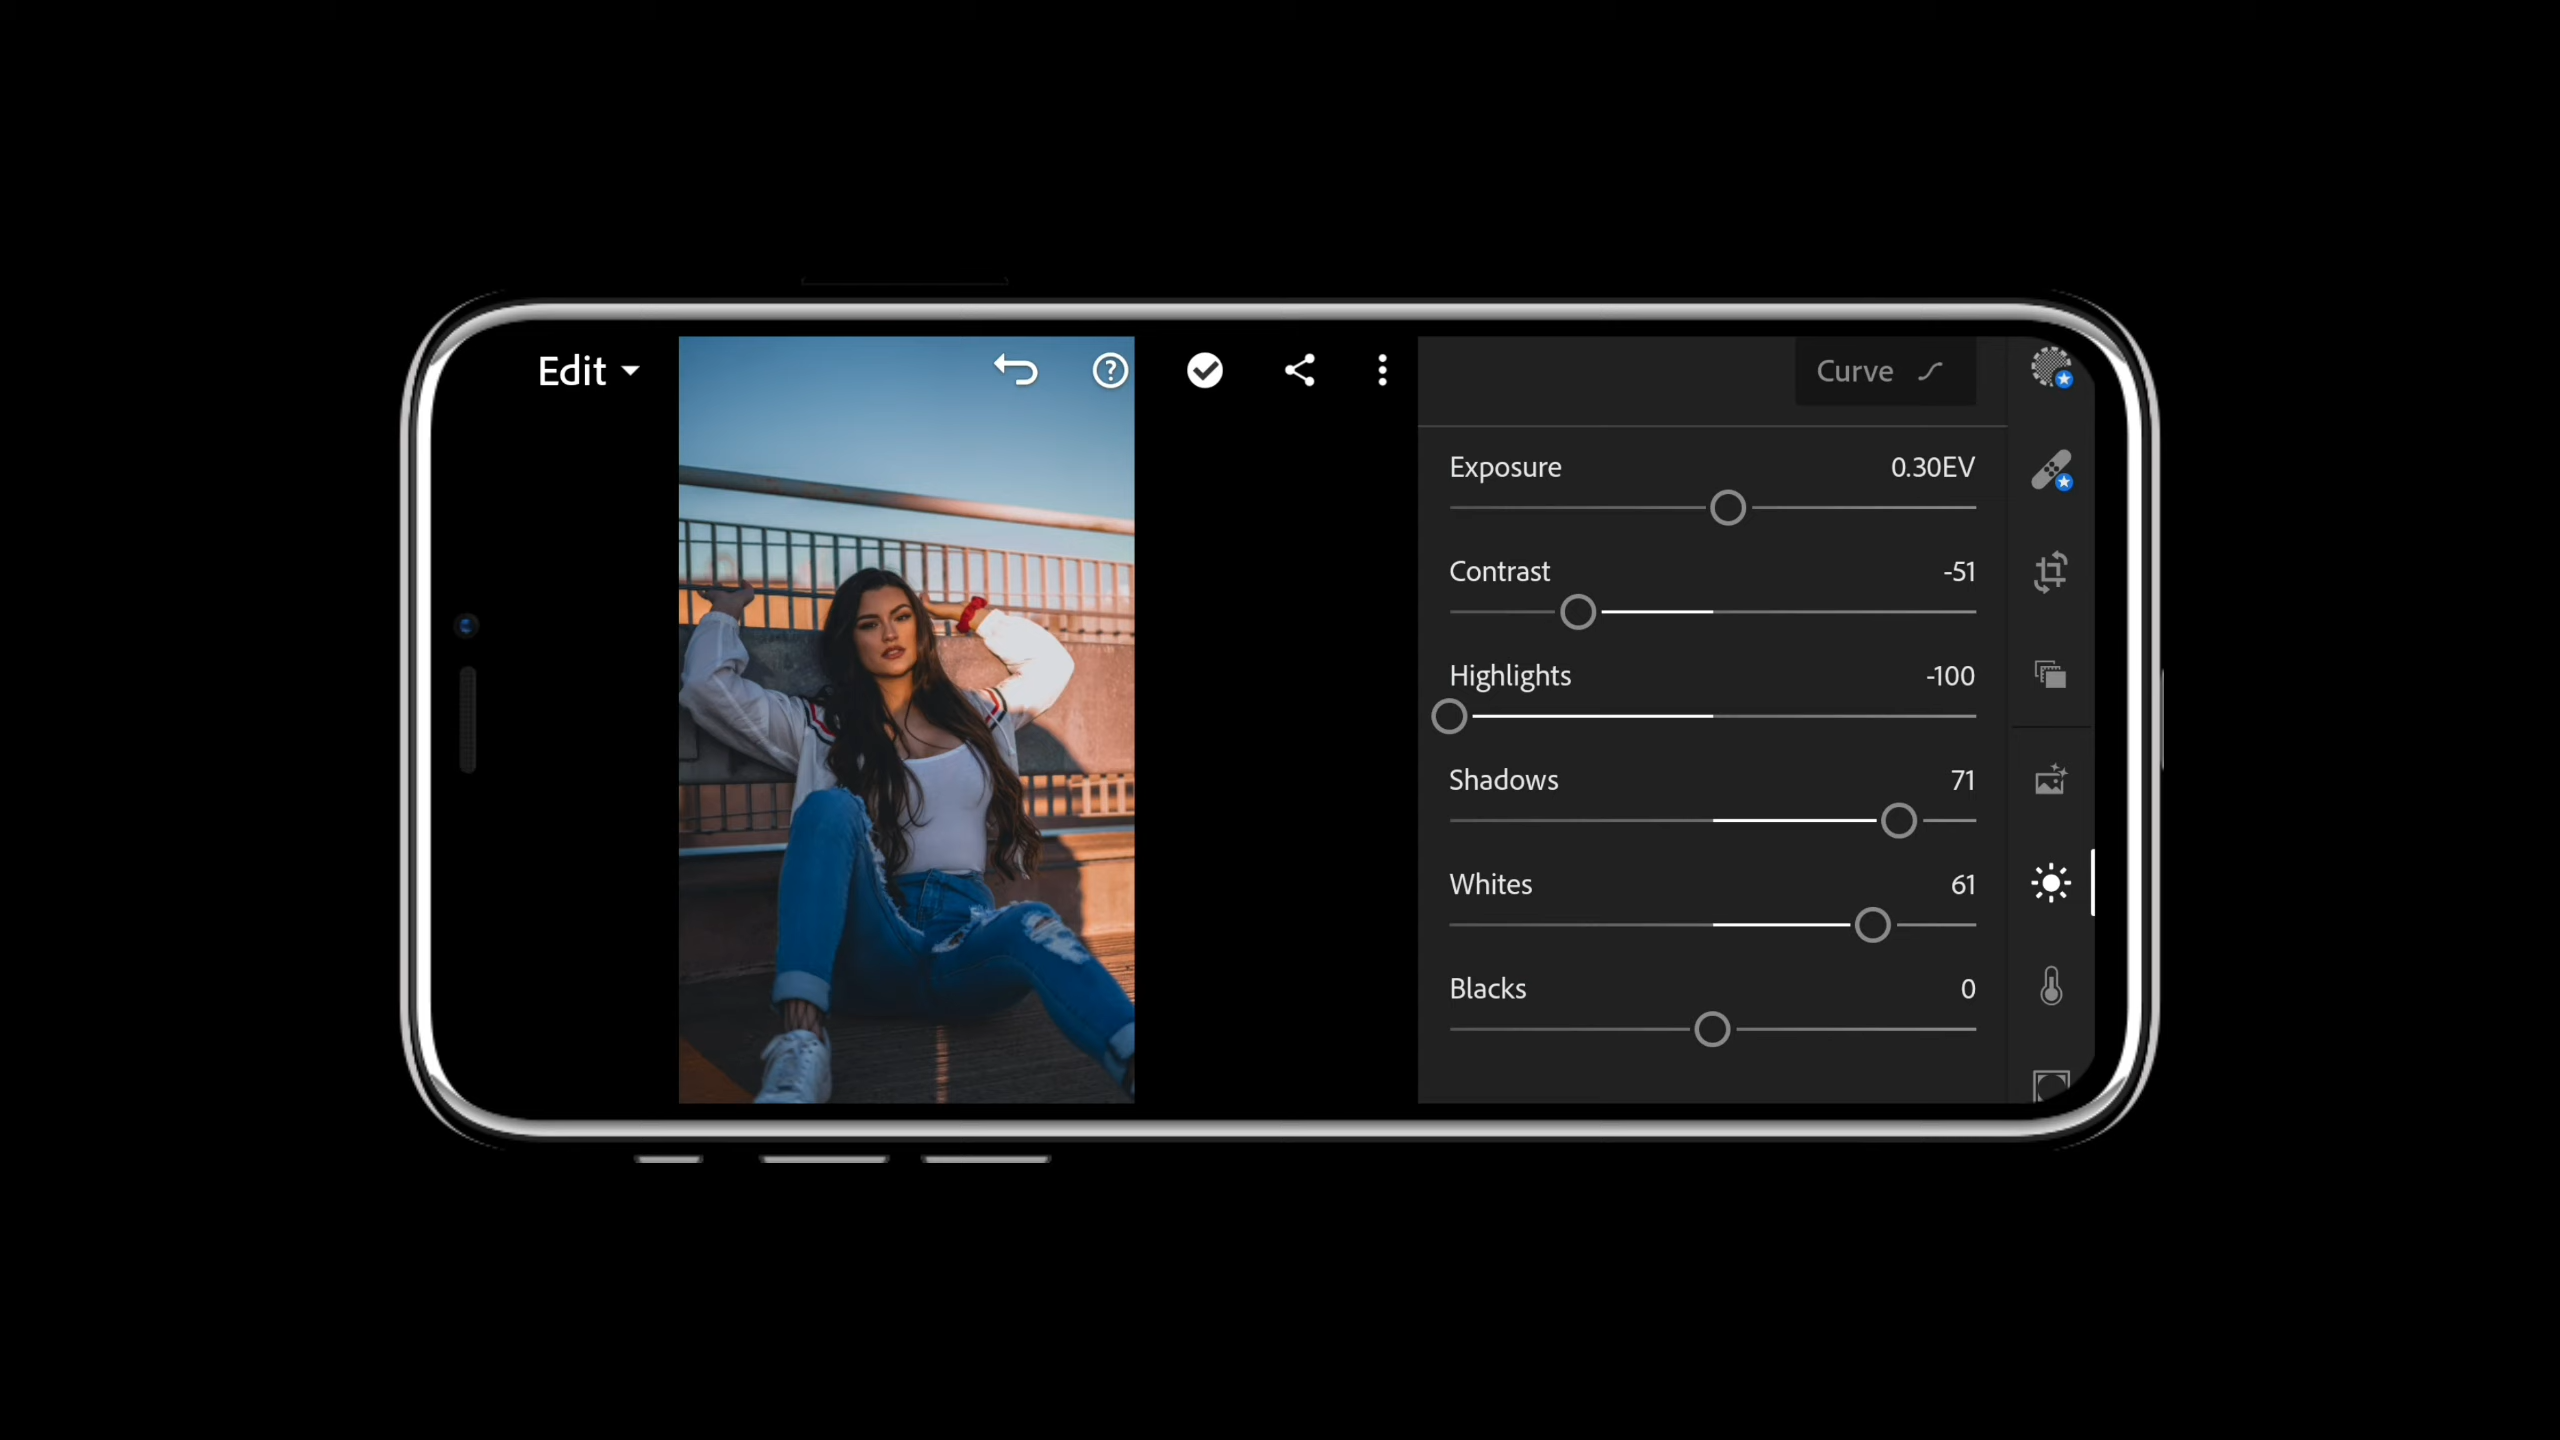 Edit
Curve
Exposure 0.30EV
Contrast -51
Highlights -100
Shadows 71
Whites 61
Blacks 0